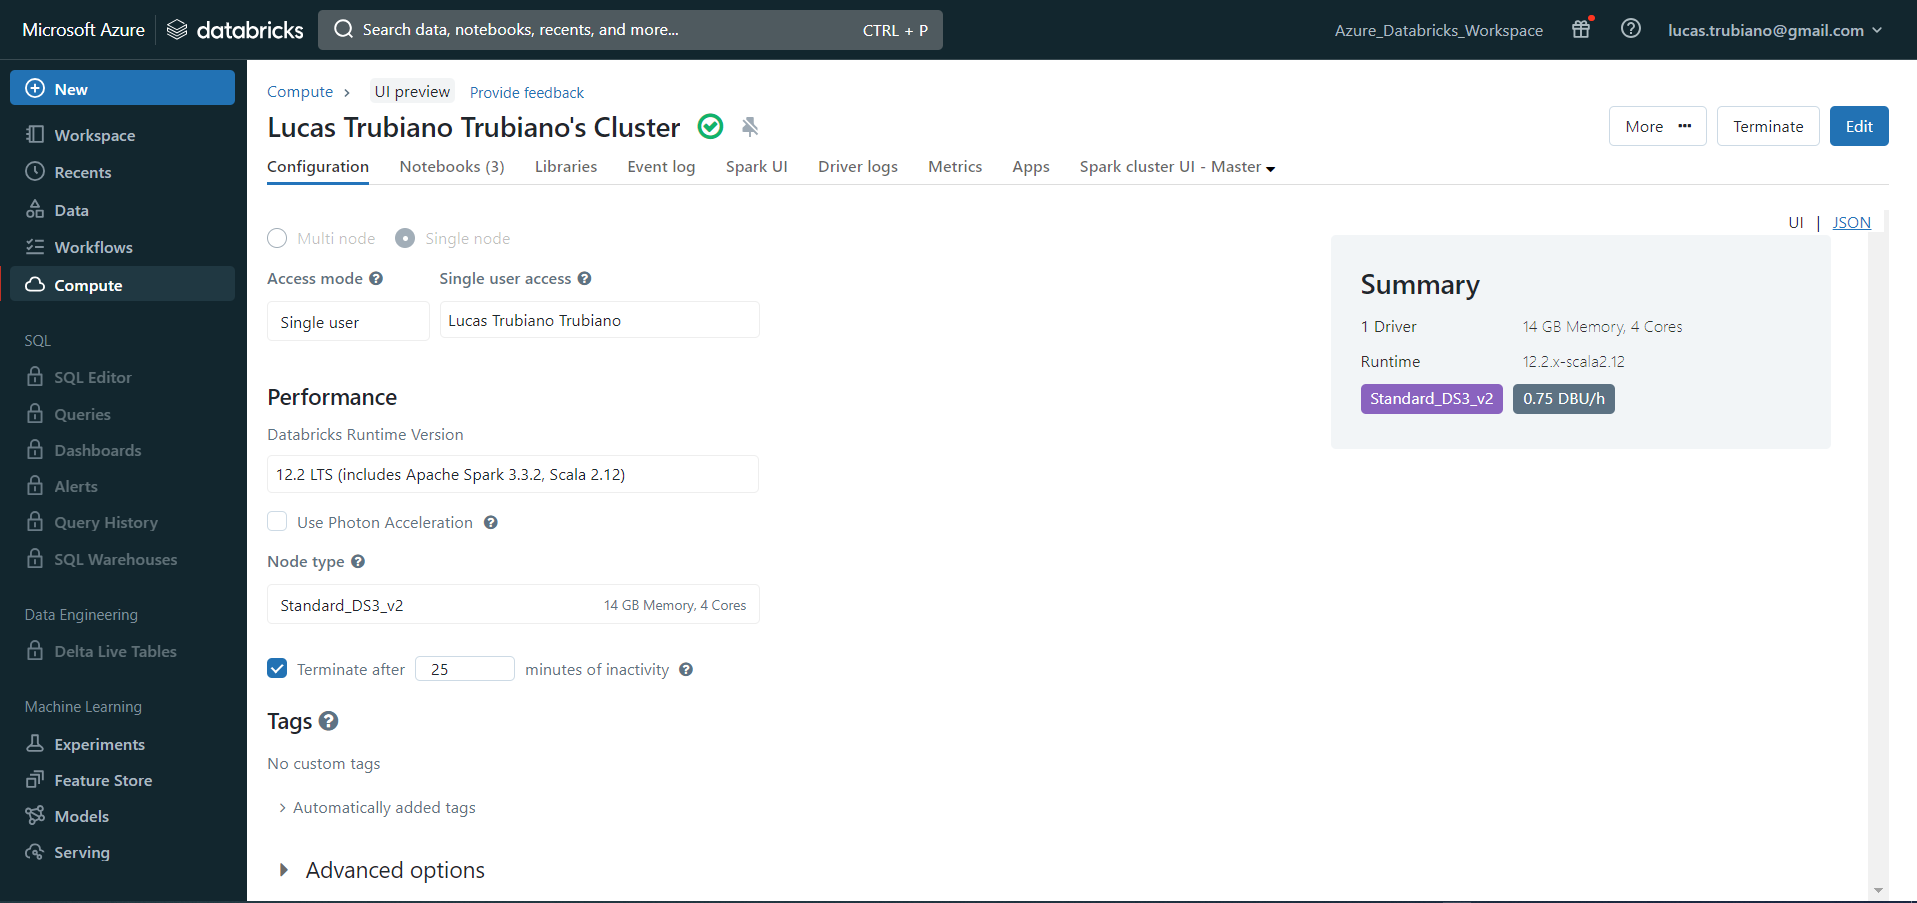 Microsoft Azure databricks Search data, notebooks, recents, and more... CTRL + P Azure_Databricks_Workspace lucas.trubiano@gmail.com
New
Workspace
Recents
Data
Workflows
Compute
SQL
SQL Editor
Queries
Dashboards
Alerts
Query History
SQL Warehouses
Data Engineering
Delta Live Tables
Machine Learning
Experiments
Feature Store
Models
Serving
Compute › UI preview Provide feedback
Lucas Trubiano Trubiano's Cluster
More ••• Terminate Edit
Configuration Notebooks (3) Libraries Event log Spark UI Driver logs Metrics Apps Spark cluster UI - Master
UI | JSON
Multi node Single node
Access mode Single user access
Single user Lucas Trubiano Trubiano
Performance
Databricks Runtime Version
12.2 LTS (includes Apache Spark 3.3.2, Scala 2.12)
Use Photon Acceleration
Node type
Standard_DS3_v2 14 GB Memory, 4 Cores
Terminate after 25 minutes of inactivity
Tags
No custom tags
Automatically added tags
Advanced options
Summary
1 Driver 14 GB Memory, 4 Cores
Runtime 12.2.x-scala2.12
Standard_DS3_v2 0.75 DBU/h